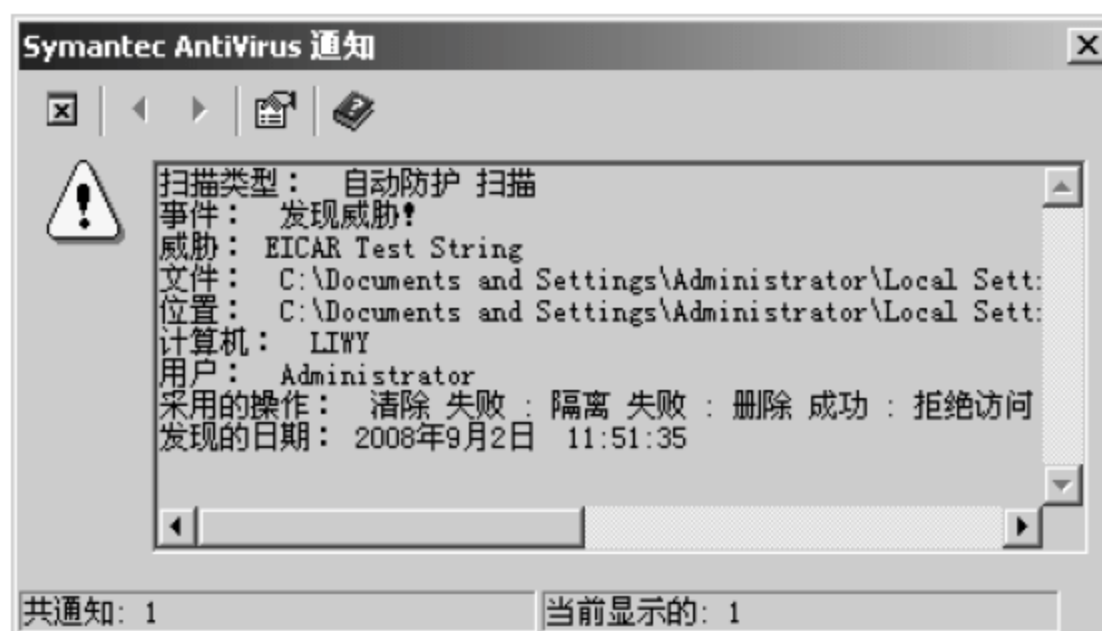 Symantec AntiVirus 通知
扫描类型： 自动防护 扫描
事件： 发现威胁!
威胁： EICAR Test String
文件： C:\Documents and Settings\Administrator\Local Sett
位置： C:\Documents and Settings\Administrator\Local Sett
计算机： LIWY
用户： Administrator
采用的操作： 清除 失败 : 隔离 失败 : 删除 成功 : 拒绝访问
发现的日期： 2008年9月2日 11:51:35
共通知: 1 当前显示的: 1